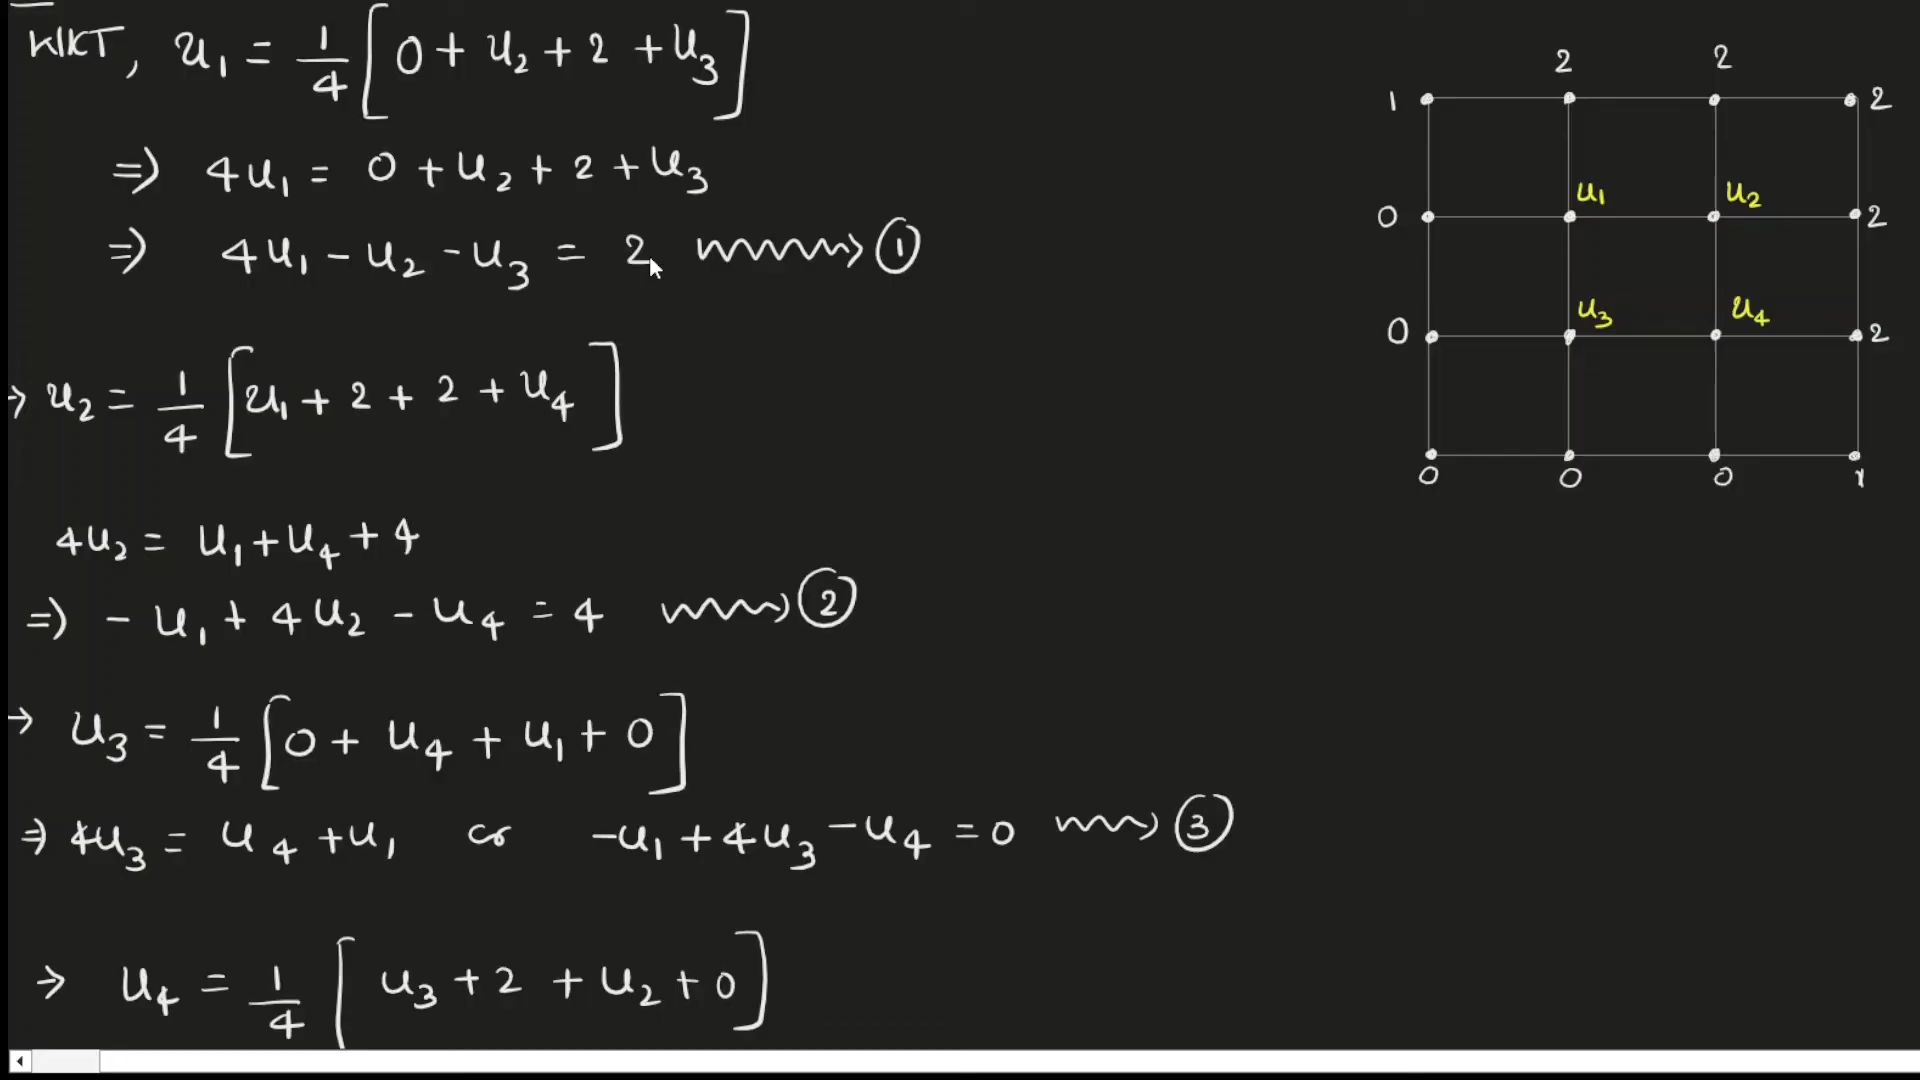 WKT, u₁ = 1/4 [0 + u₂ + 2 + u₃]
⇒ 4u₁ = 0 + u₂ + 2 + u₃
⇒ 4u₁ - u₂ - u₃ = 2 → ①
→ u₂ = 1/4 [u₁ + 2 + 2 + u₄]
4u₂ = u₁ + u₄ + 4
⇒ - u₁ + 4u₂ - u₄ = 4 → ②
→ u₃ = 1/4 [0 + u₄ + u₁ + 0]
⇒ 4u₃ = u₄ + u₁ or -u₁ + 4u₃ - u₄ = 0 → ③
→ u₄ = 1/4 [u₃ + 2 + u₂ + 0]
2 2
1 2
u₁ u₂
0 2
u₃ u₄
0 2
0 0 0 1